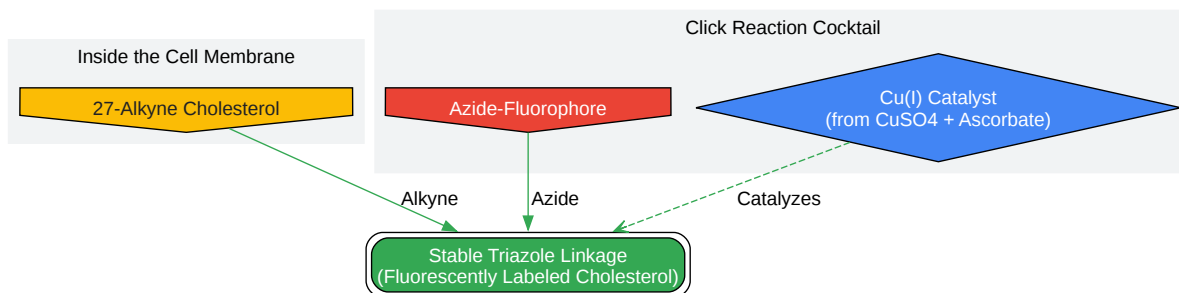 Click Reaction Cocktail
Inside the Cell Membrane
27-Alkyne Cholesterol
Azide-Fluorophore
Cu(I) Catalyst
(from CuSO4 + Ascorbate)
Alkyne
Azide
Catalyzes
Stable Triazole Linkage
(Fluorescently Labeled Cholesterol)